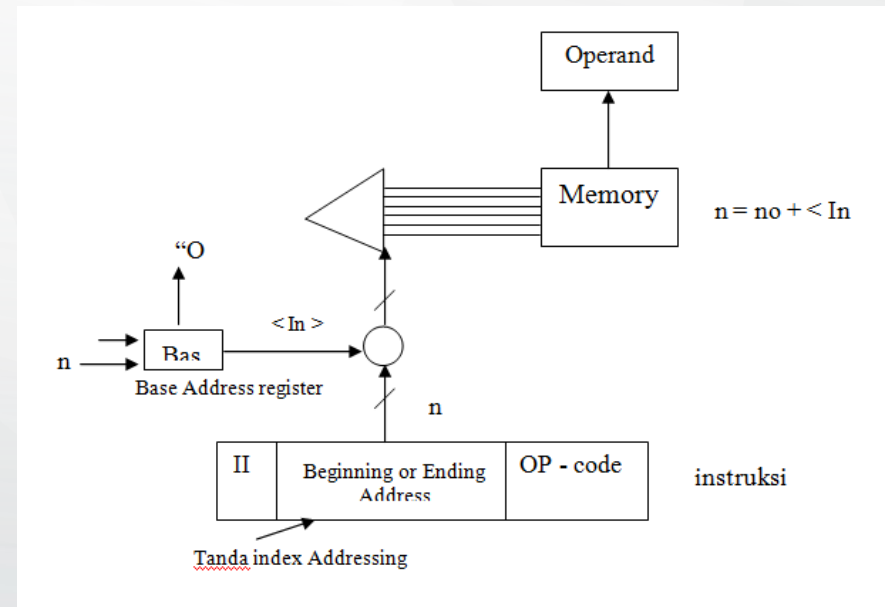 Operand
Memory
n = no + < In
“O
< In >
n
Bas
Base Address register
n
II
Beginning or Ending
Address
OP - code
instruksi
Tanda index Addressing